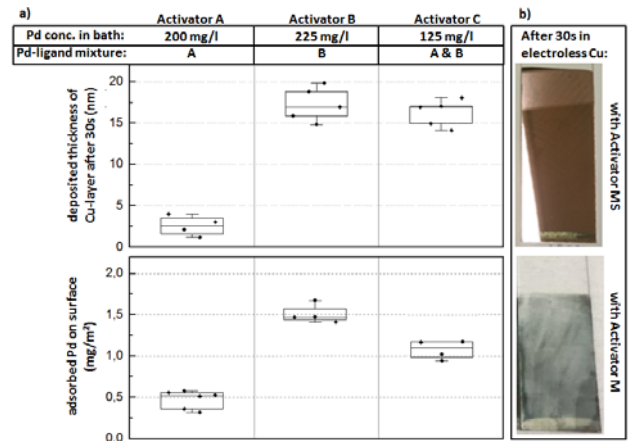 a)
Activator A Activator B Activator C
Pd conc. in bath: 200 mg/l 225 mg/l 125 mg/l
Pd-ligand mixture: A B A & B
deposited thickness of
Cu-layer after 30s (nm)
20
15
10
5
0
adsorbed Pd on surface
(mg/m²)
2,0
1,5
1,0
0,5
0,0
b)
After 30s in
electroless Cu:
with Activator MS
with Activator M